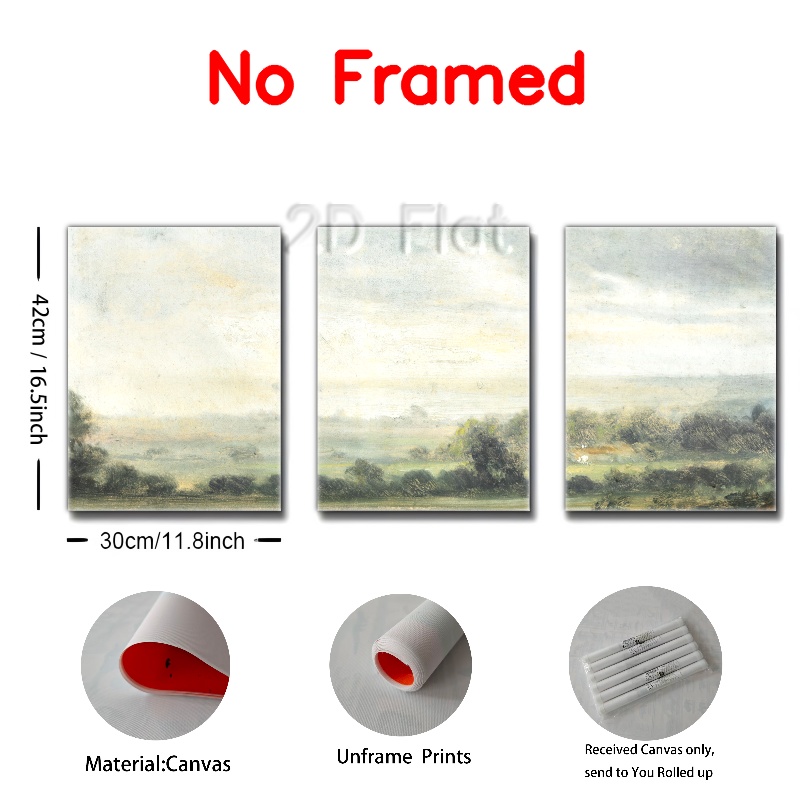 No Framed
2D Flat
42cm / 16.5inch
30cm/11.8inch
Material:Canvas
Unframe Prints
Received Canvas only,
send to You Rolled up